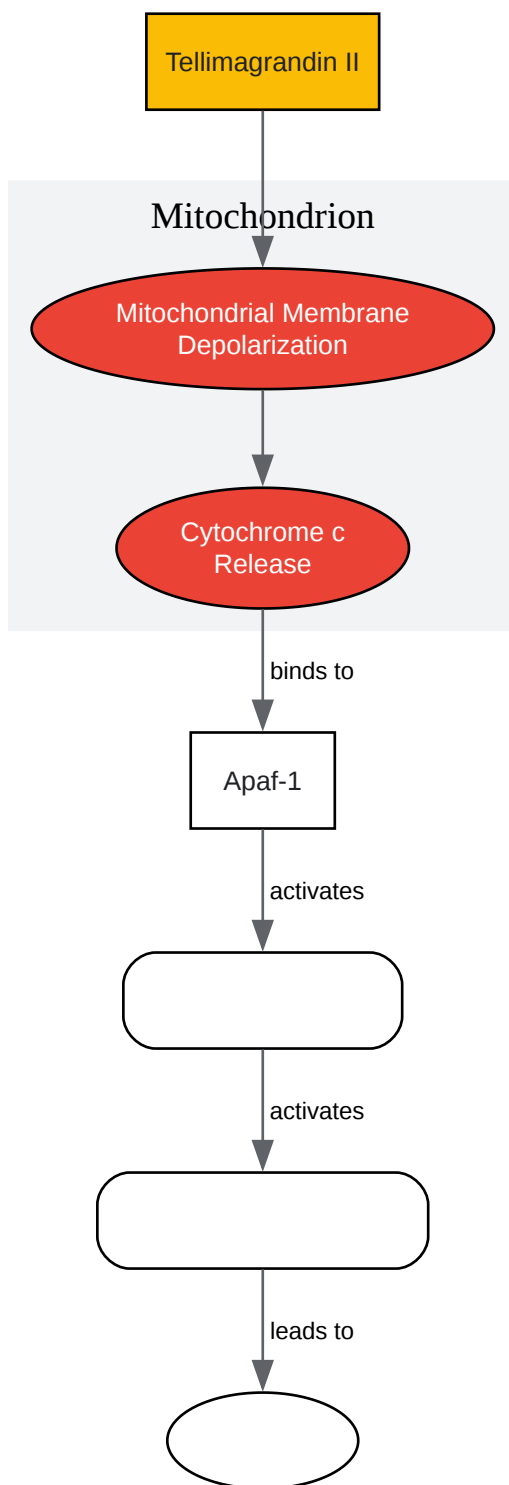 Tellimagrandin II
Mitochondrion
Mitochondrial Membrane
Depolarization
Cytochrome c
Release
binds to
Apaf-1
activates
activates
leads to